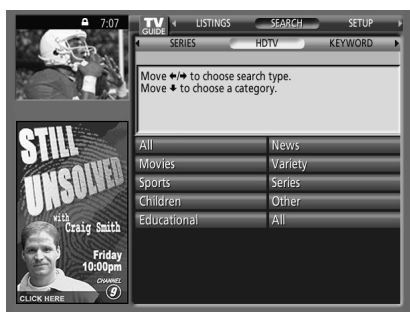 7:07
TV GUIDE LISTINGS SEARCH SETUP
SERIES HDTV KEYWORD
Move ←/→ to choose search type.
Move ↓ to choose a category.
All News
Movies Variety
Sports Series
Children Other
Educational All
STILL
UNSOLVED
with
Craig Smith
Friday
10:00pm
CHANNEL
9
CLICK HERE